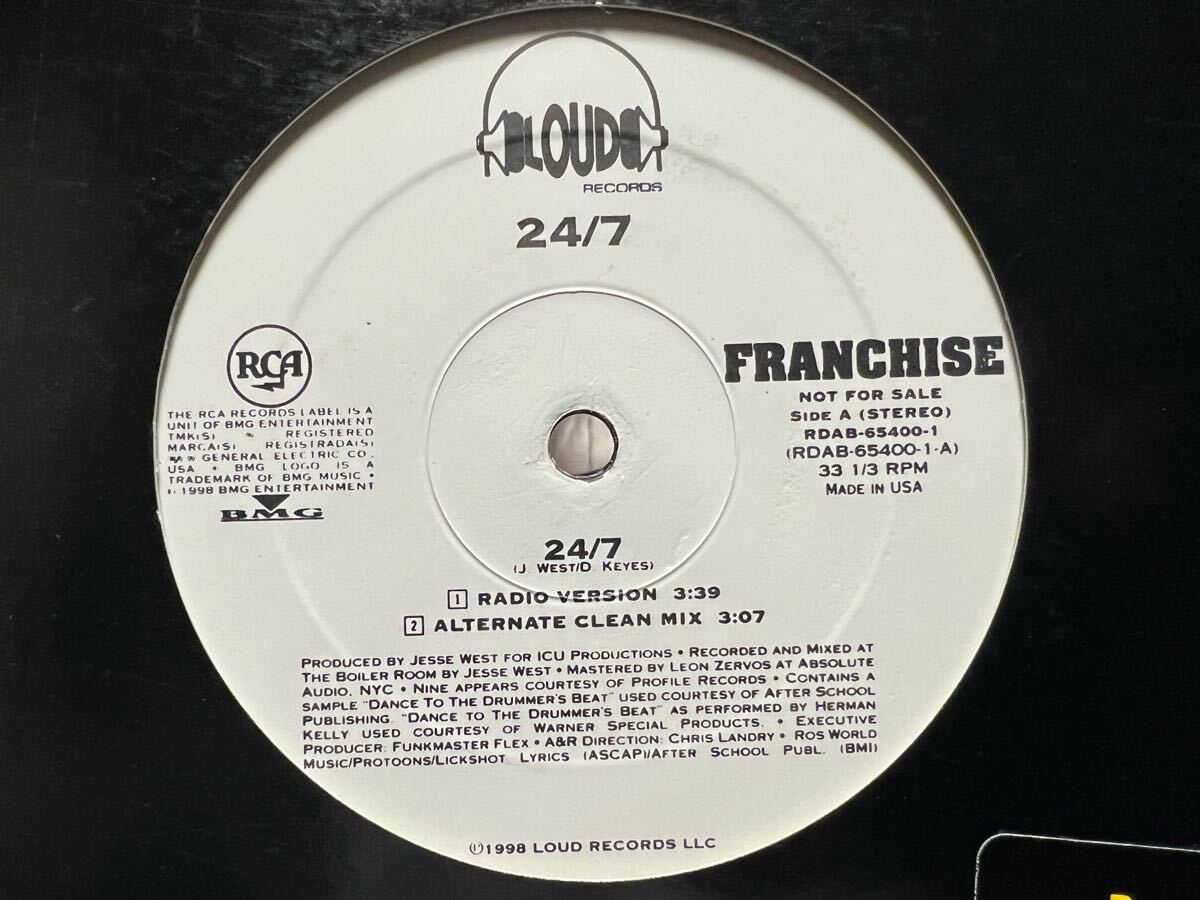 LOUD
RECORDS
24/7
RCA
THE RCA RECORDS LABEL IS A
UNIT OF BMG ENTERTAINMENT
TMK(S) ® REGISTERED
MARCA(S) REGISTRADA(S)
GENERAL ELECTRIC CO.,
USA • BMG LOGO IS A
TRADEMARK OF BMG MUSIC •
1998 BMG ENTERTAINMENT
BMG
FRANCHISE
NOT FOR SALE
SIDE A (STEREO)
RDAB-65400-1
(RDAB-65400-1-A)
33 1/3 RPM
MADE IN USA
24/7
(J. WEST/D. KEYES)
1 RADIO VERSION 3:39
2 ALTERNATE CLEAN MIX 3:07
PRODUCED BY JESSE WEST FOR ICU PRODUCTIONS • RECORDED AND MIXED AT
THE BOILER ROOM BY JESSE WEST • MASTERED BY LEON ZERVOS AT ABSOLUTE
AUDIO, NYC • NINE APPEARS COURTESY OF PROFILE RECORDS • CONTAINS A
SAMPLE "DANCE TO THE DRUMMER'S BEAT" USED COURTESY OF AFTER SCHOOL
PUBLISHING. "DANCE TO THE DRUMMER'S BEAT" AS PERFORMED BY HERMAN
KELLY USED COURTESY OF WARNER SPECIAL PRODUCTS. • EXECUTIVE
PRODUCER: FUNKMASTER FLEX • A&R DIRECTION: CHRIS LANDRY • ROS WORLD
MUSIC/PROTOONS/LICKSHOT LYRICS (ASCAP)/AFTER SCHOOL PUBL. (BMI)
℗1998 LOUD RECORDS LLC